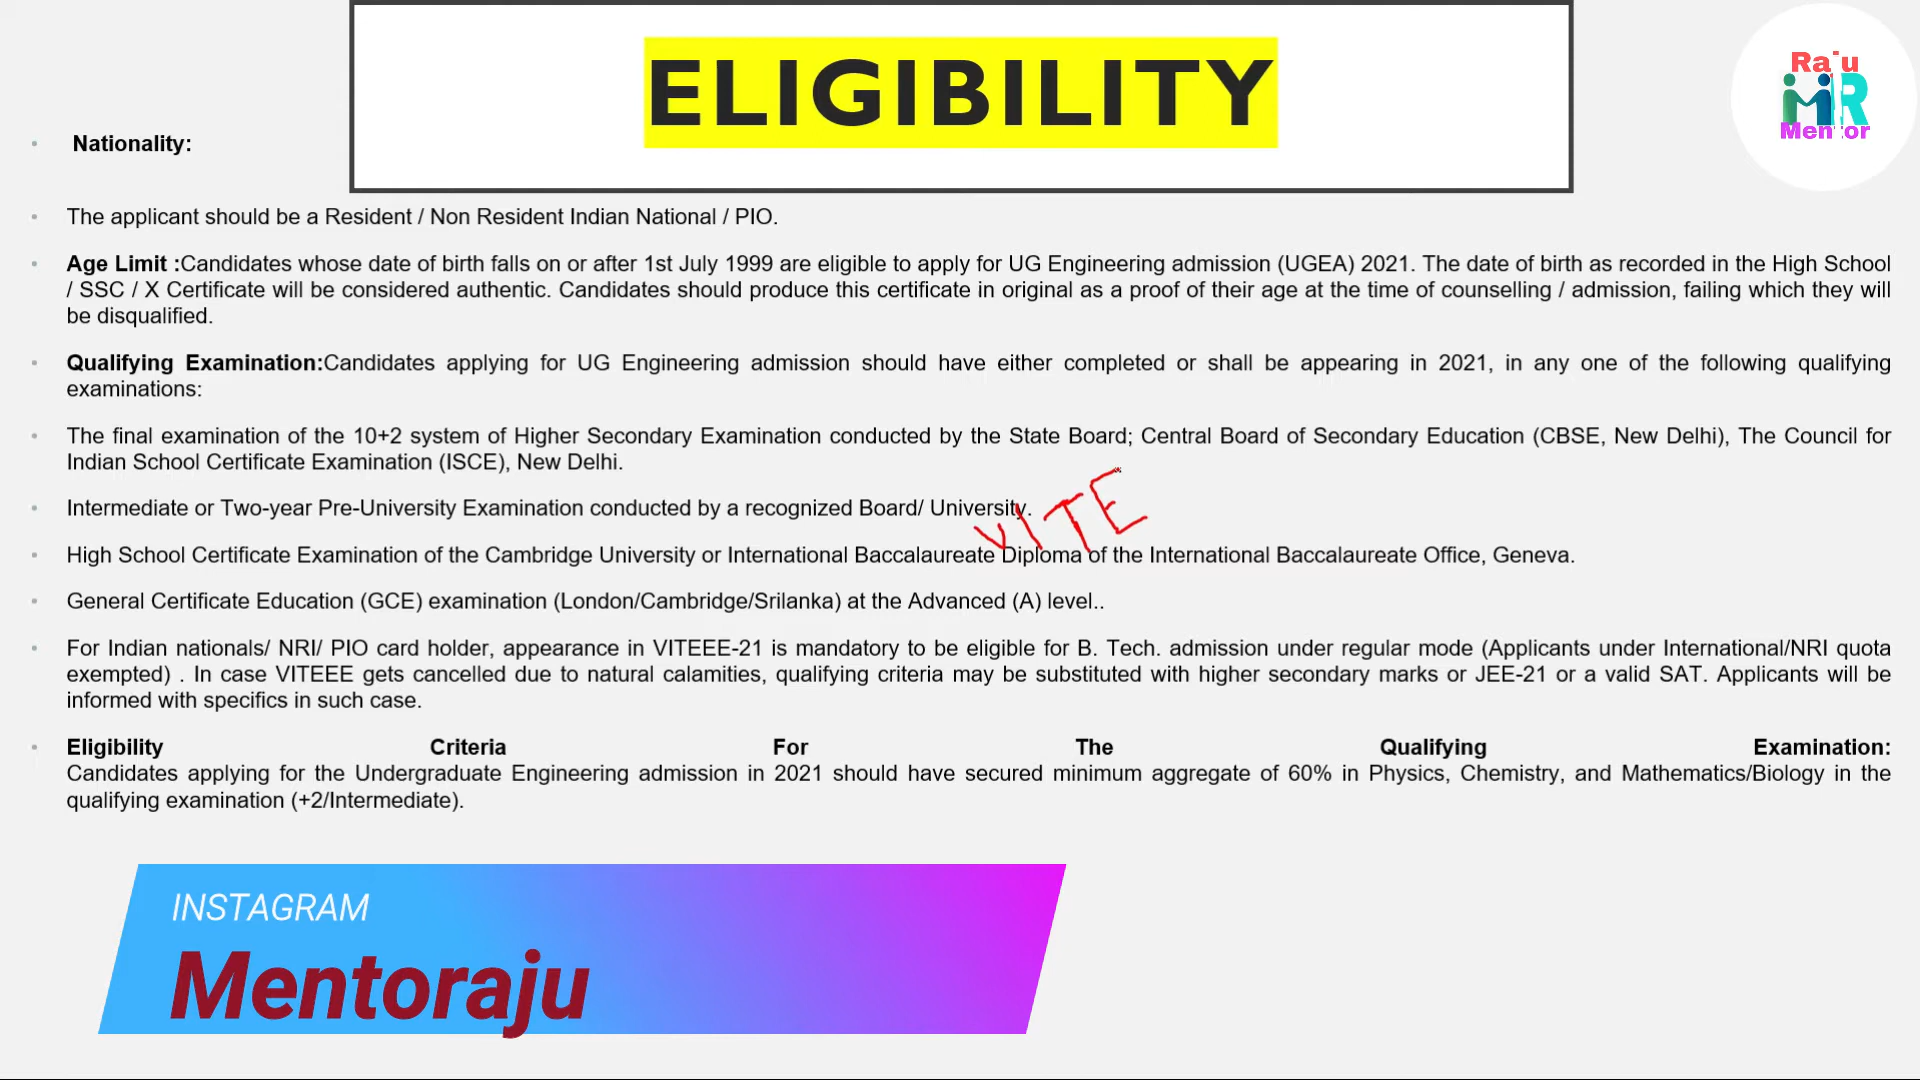 ELIGIBILITY
Raju
MR
Mentor
• Nationality:
• The applicant should be a Resident / Non Resident Indian National / PIO.
• Age Limit :Candidates whose date of birth falls on or after 1st July 1999 are eligible to apply for UG Engineering admission (UGEA) 2021. The date of birth as recorded in the High School
/ SSC / X Certificate will be considered authentic. Candidates should produce this certificate in original as a proof of their age at the time of counselling / admission, failing which they will
be disqualified.
• Qualifying Examination:Candidates applying for UG Engineering admission should have either completed or shall be appearing in 2021, in any one of the following qualifying
examinations:
• The final examination of the 10+2 system of Higher Secondary Examination conducted by the State Board; Central Board of Secondary Education (CBSE, New Delhi), The Council for
Indian School Certificate Examination (ISCE), New Delhi.
• Intermediate or Two-year Pre-University Examination conducted by a recognized Board/ University.
VITE
• High School Certificate Examination of the Cambridge University or International Baccalaureate Diploma of the International Baccalaureate Office, Geneva.
• General Certificate Education (GCE) examination (London/Cambridge/Srilanka) at the Advanced (A) level..
• For Indian nationals/ NRI/ PIO card holder, appearance in VITEEE-21 is mandatory to be eligible for B. Tech. admission under regular mode (Applicants under International/NRI quota
exempted) . In case VITEEE gets cancelled due to natural calamities, qualifying criteria may be substituted with higher secondary marks or JEE-21 or a valid SAT. Applicants will be
informed with specifics in such case.
• Eligibility Criteria For The Qualifying Examination:
Candidates applying for the Undergraduate Engineering admission in 2021 should have secured minimum aggregate of 60% in Physics, Chemistry, and Mathematics/Biology in the
qualifying examination (+2/Intermediate).
INSTAGRAM
Mentoraju